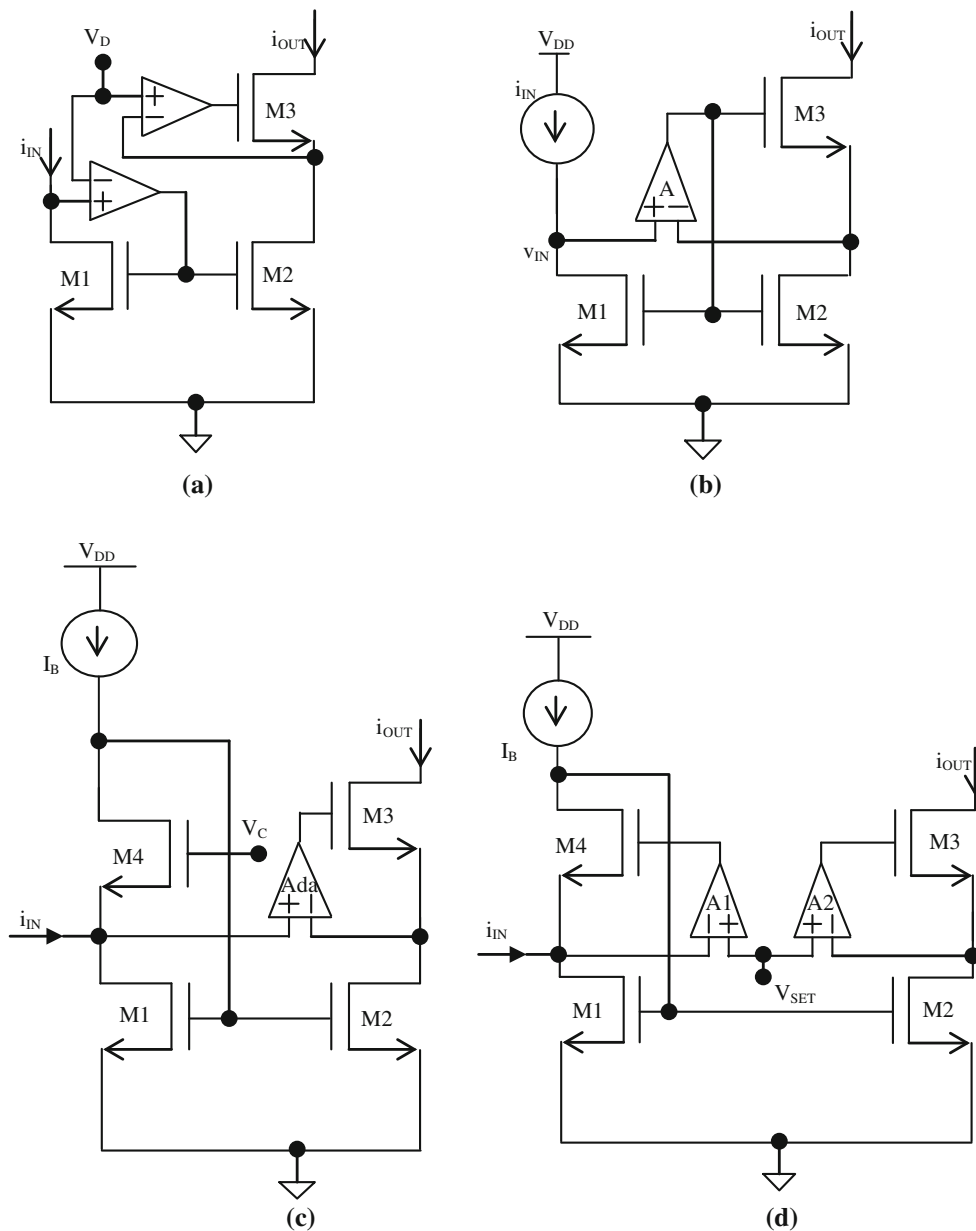 V_D
i_OUT
+
−
M3
i_IN
−
+
M1
M2
(a)
V_DD
i_IN
i_OUT
M3
A
+ −
v_IN
M1
M2
(b)
V_DD
I_B
i_OUT
M3
V_C
M4
Ada
+ −
i_IN
M1
M2
(c)
V_DD
I_B
i_OUT
M4
M3
A1
− +
A2
+ −
i_IN
V_SET
M1
M2
(d)